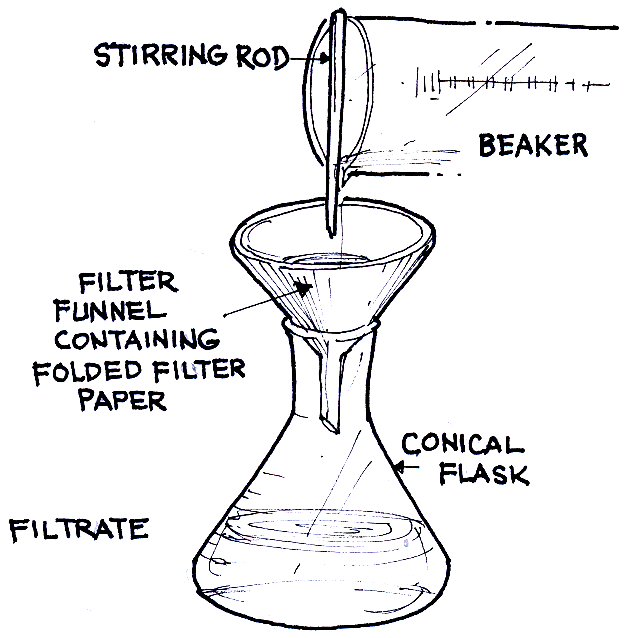 STIRRING ROD
BEAKER
FILTER
FUNNEL
CONTAINING
FOLDED FILTER
PAPER
CONICAL
FLASK
FILTRATE